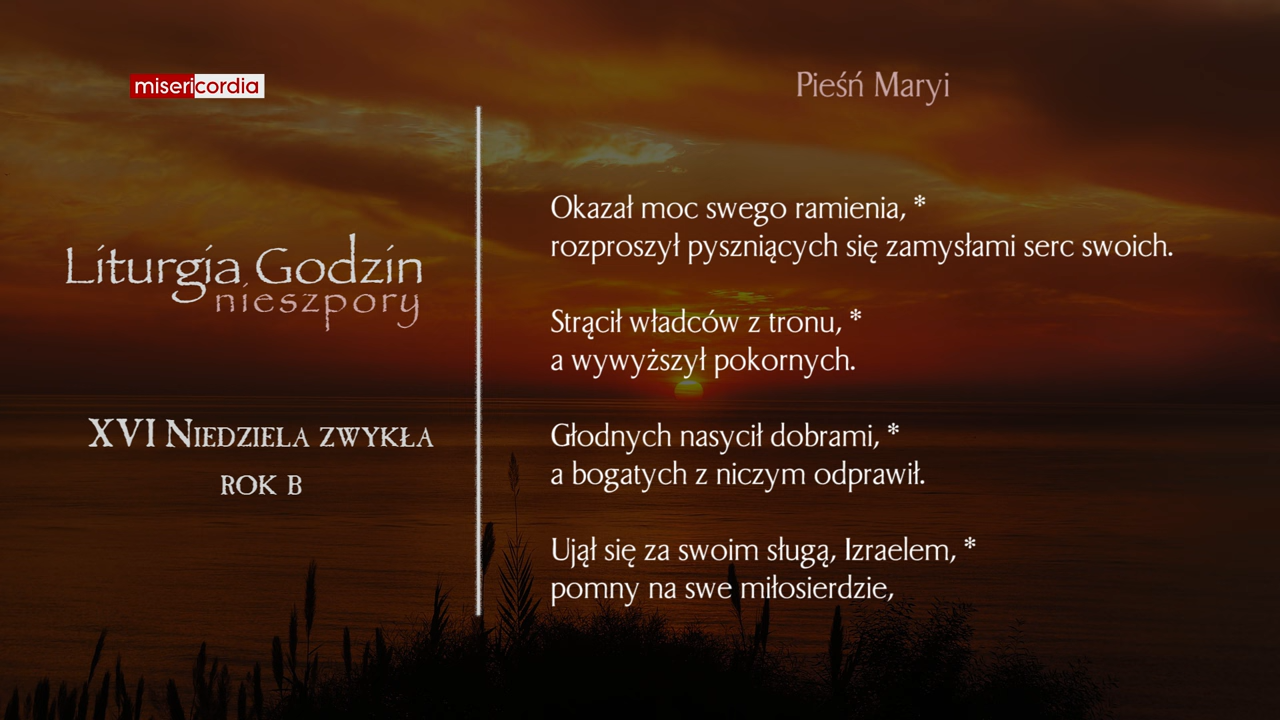 misericordia
Liturgia Godzin
nieszpory
XVI Niedziela zwykła
rok B
Pieśń Maryi
Okazał moc swego ramienia, *
rozproszył pyszniących się zamysłami serc swoich.
Strącił władców z tronu, *
a wywyższył pokornych.
Głodnych nasycił dobrami, *
a bogatych z niczym odprawił.
Ujął się za swoim sługą, Izraelem, *
pomny na swe miłosierdzie,